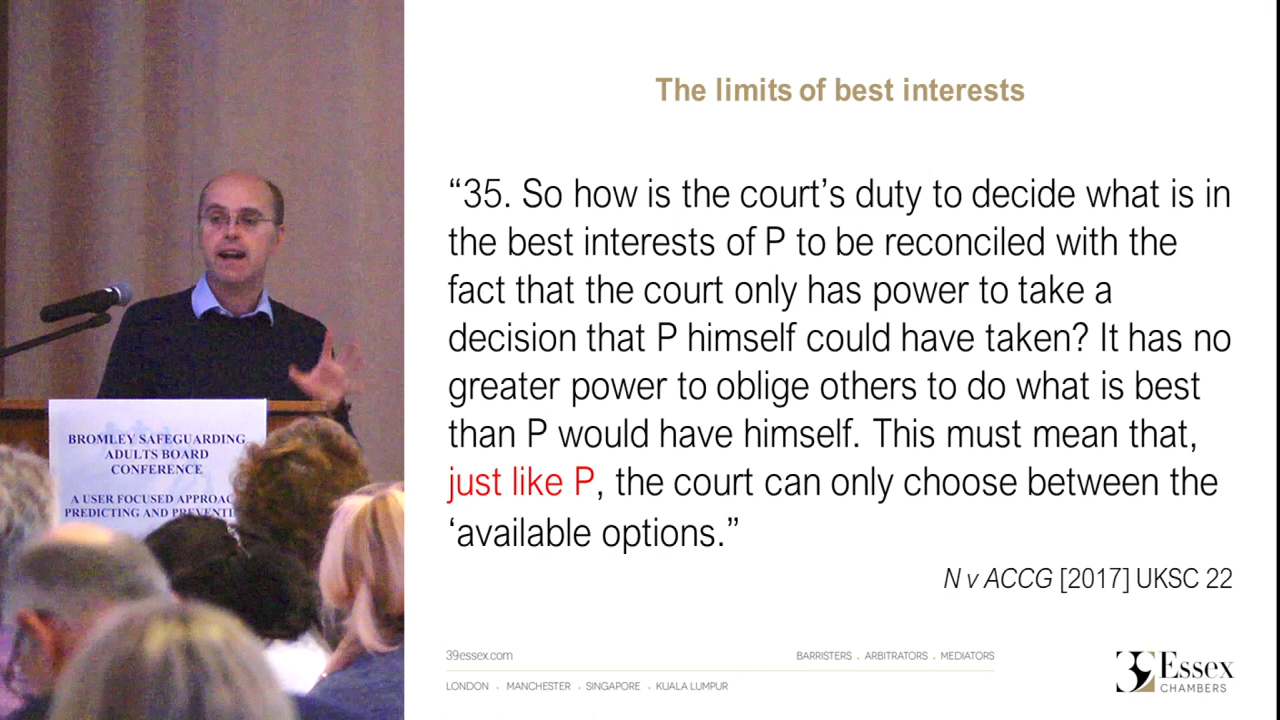 BROMLEY SAFEGUARDING
ADULTS BOARD
CONFERENCE
A USER FOCUSED
PREDICTING AND
The limits of best interests
“35. So how is the court’s duty to decide what is in
the best interests of P to be reconciled with the
fact that the court only has power to take a
decision that P himself could have taken? It has no
greater power to oblige others to do what is best
than P would have himself. This must mean that,
just like P, the court can only choose between the
‘available options.”
N v ACCG [2017] UKSC 22
39essex.com
BARRISTERS . ARBITRATORS . MEDIATORS
LONDON . MANCHESTER . SINGAPORE . KUALA LUMPUR
39 Essex
CHAMBERS